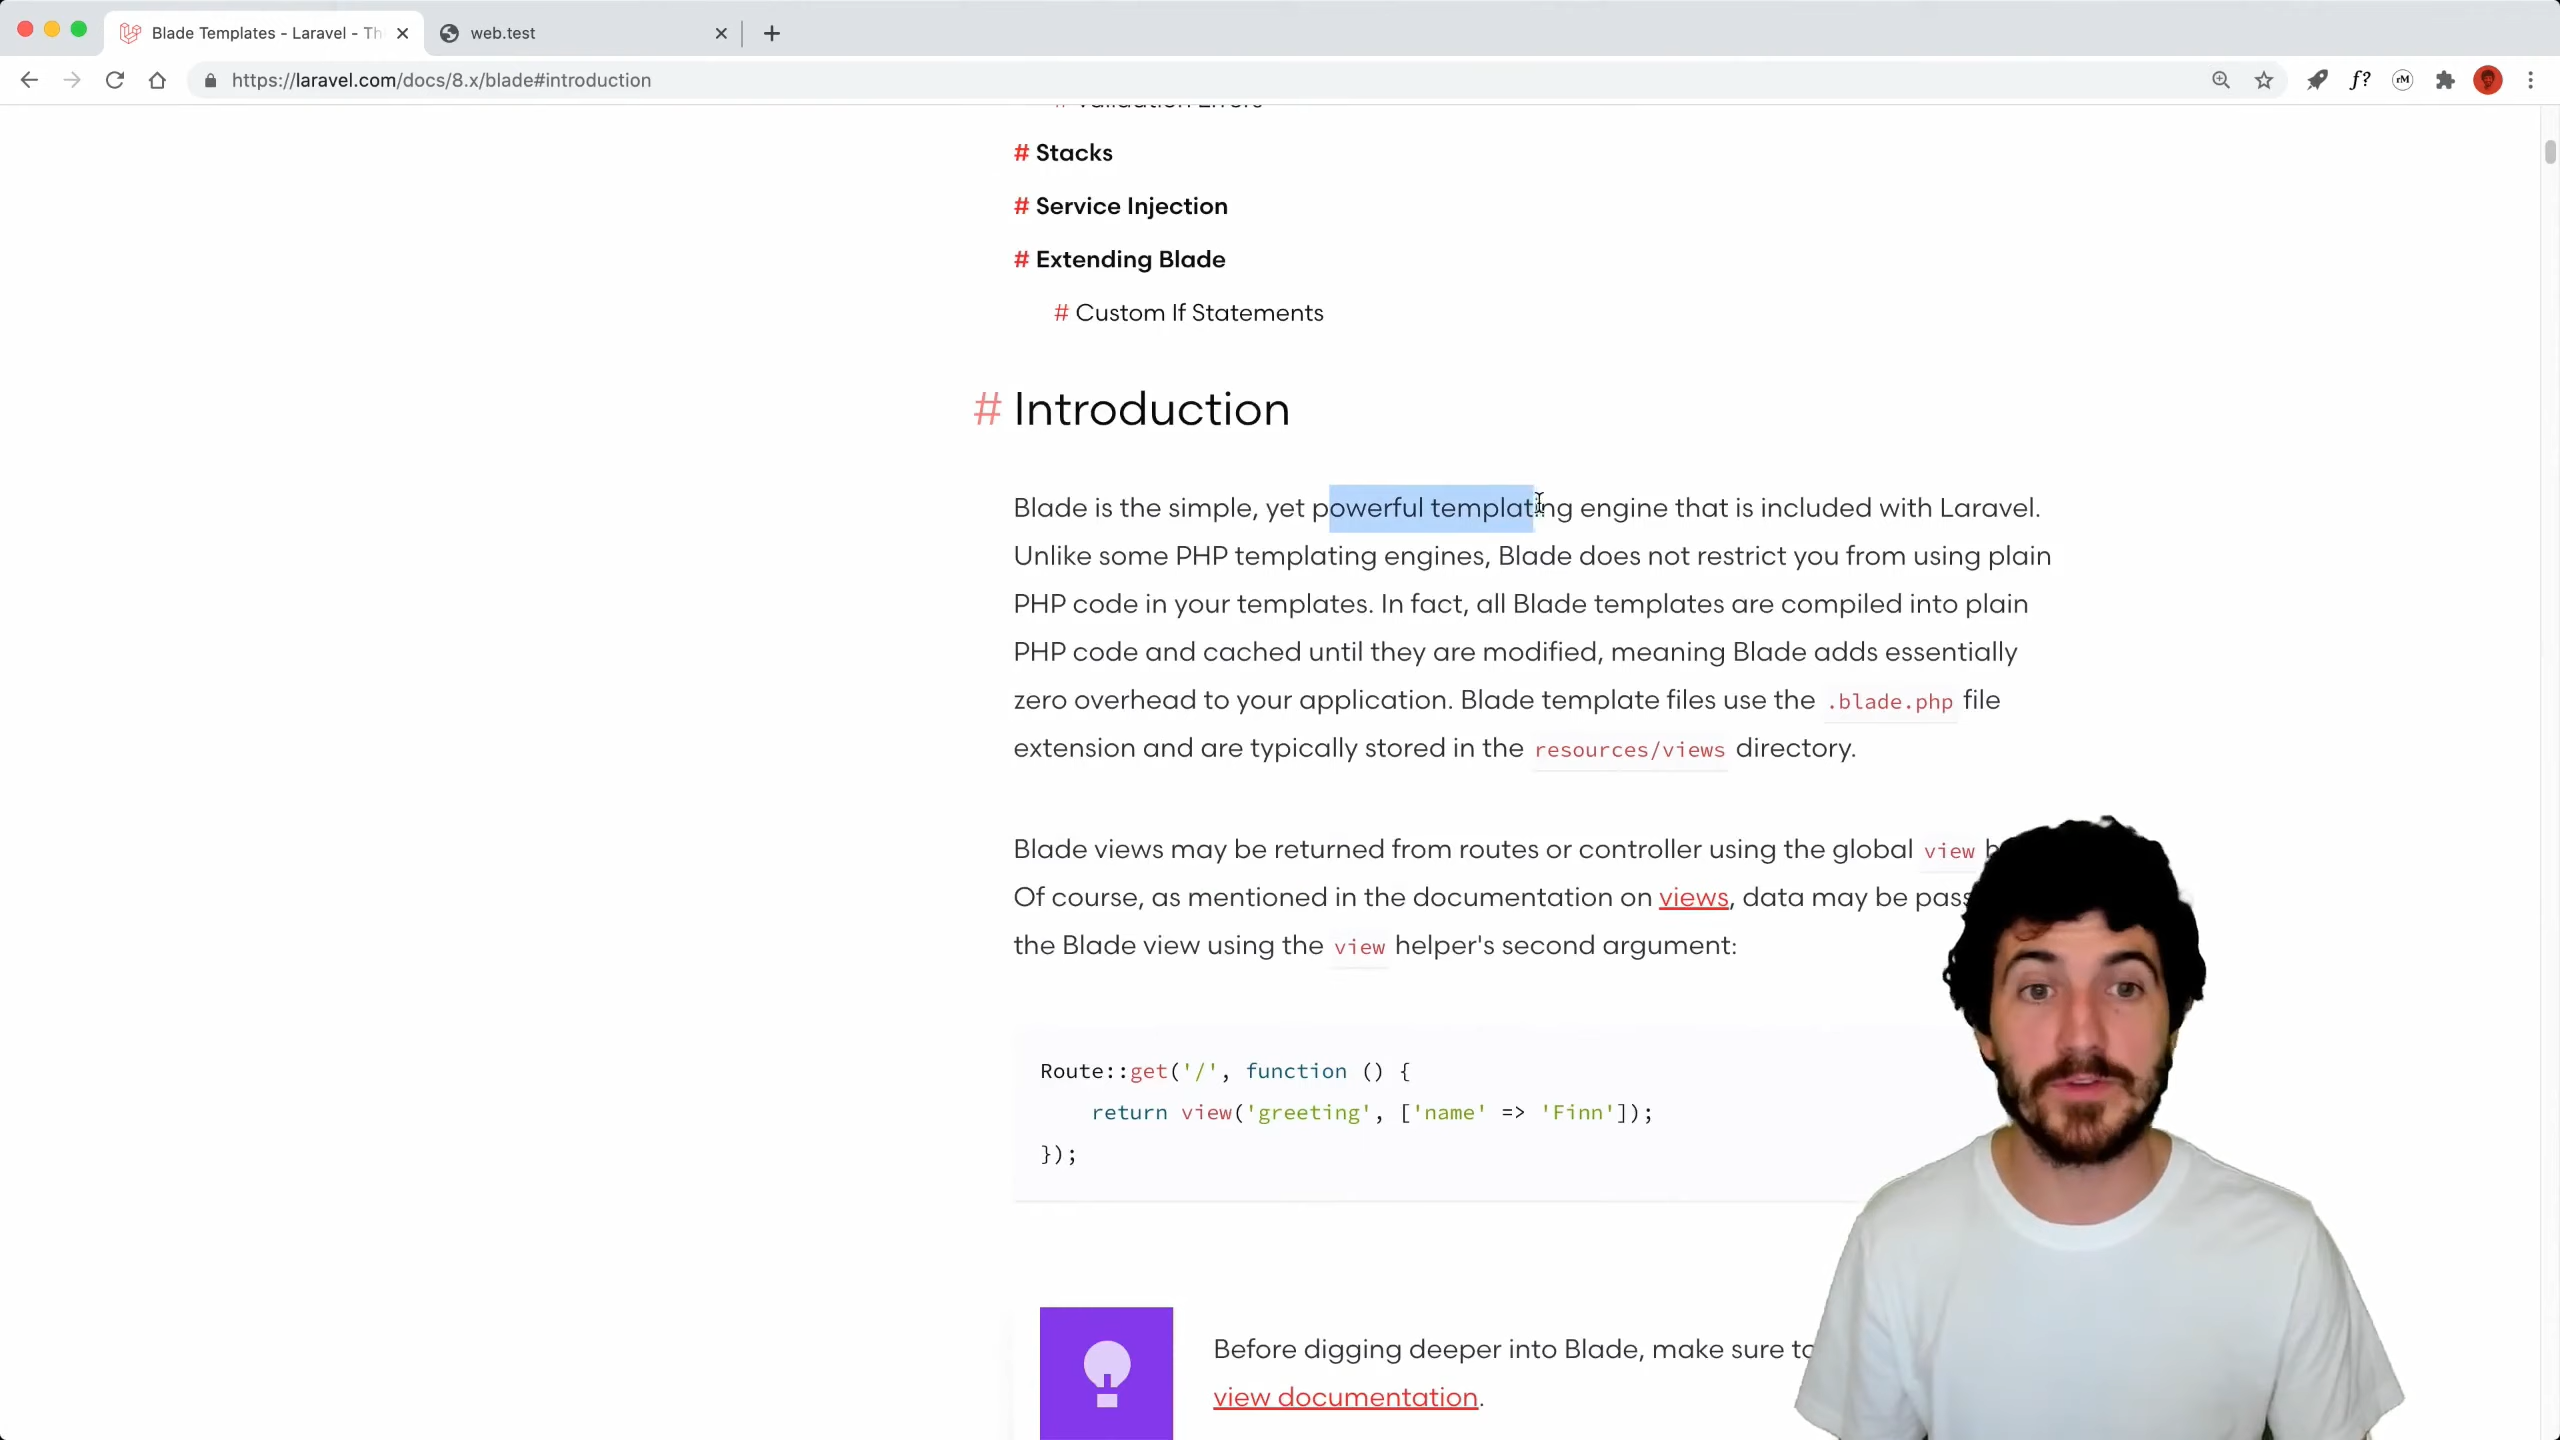 Blade Templates - Laravel - Th
web.test
https://laravel.com/docs/8.x/blade#introduction
f?
rM
# Validation Errors
# Stacks
# Service Injection
# Extending Blade
# Custom If Statements
# Introduction
Blade is the simple, yet powerful templating engine that is included with Laravel.
Unlike some PHP templating engines, Blade does not restrict you from using plain
PHP code in your templates. In fact, all Blade templates are compiled into plain
PHP code and cached until they are modified, meaning Blade adds essentially
zero overhead to your application. Blade template files use the .blade.php file
extension and are typically stored in the resources/views directory.
Blade views may be returned from routes or controller using the global view
Of course, as mentioned in the documentation on views, data may be pass
the Blade view using the view helper's second argument:
Route::get('/', function () {
return view('greeting', ['name' => 'Finn']);
});
Before digging deeper into Blade, make sure to
view documentation.